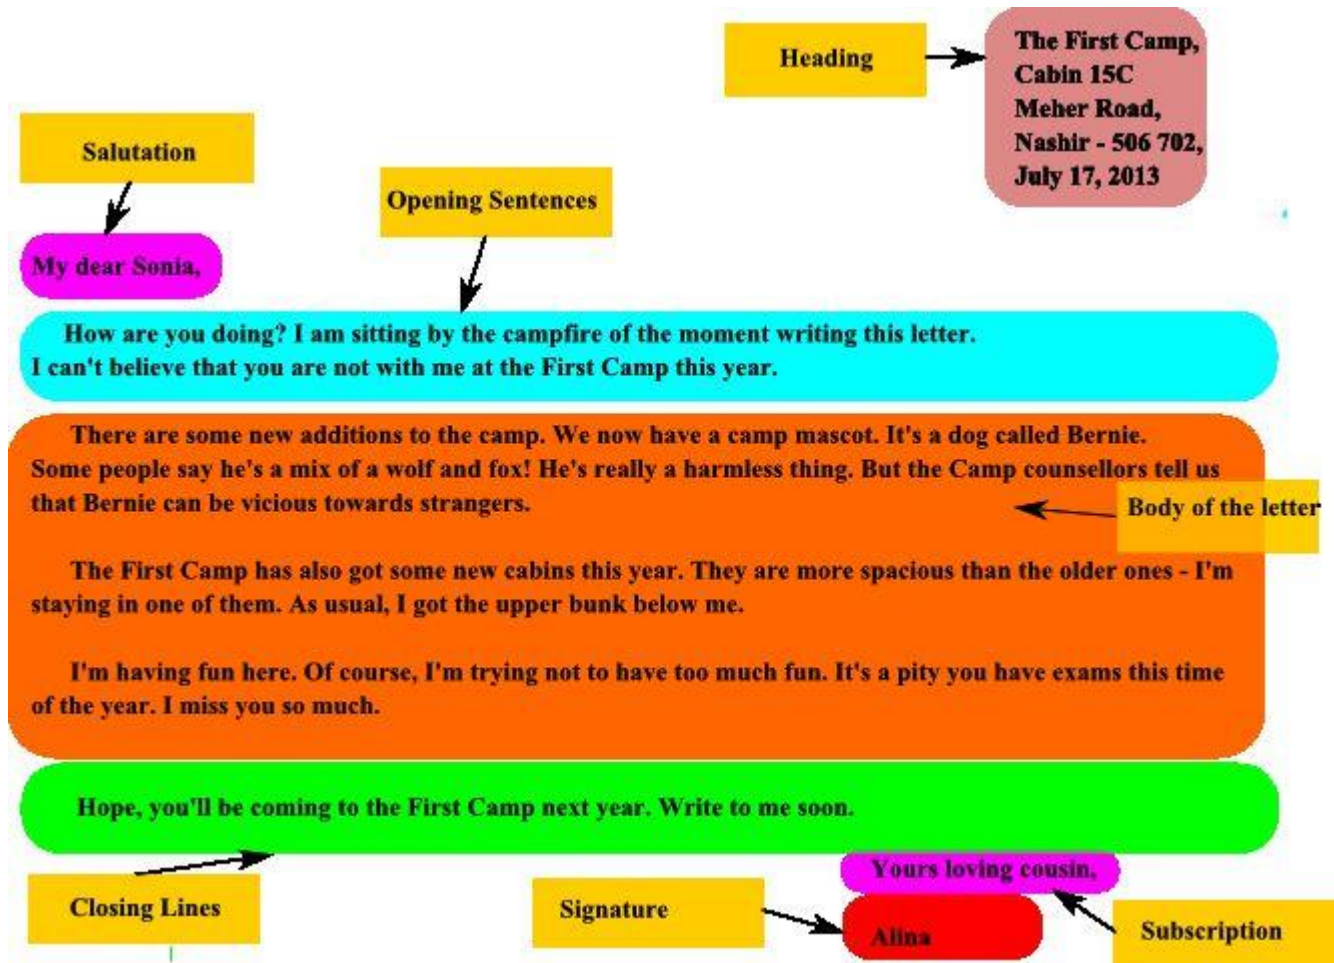 Heading
The First Camp,
Cabin 15C
Meher Road,
Nashir - 506 702,
July 17, 2013
Salutation
Opening Sentences
My dear Sonia,
How are you doing? I am sitting by the campfire of the moment writing this letter.
I can't believe that you are not with me at the First Camp this year.
There are some new additions to the camp. We now have a camp mascot. It's a dog called Bernie.
Some people say he's a mix of a wolf and fox! He's really a harmless thing. But the Camp counsellors tell us
that Bernie can be vicious towards strangers.
Body of the letter
The First Camp has also got some new cabins this year. They are more spacious than the older ones - I'm
staying in one of them. As usual, I got the upper bunk below me.
I'm having fun here. Of course, I'm trying not to have too much fun. It's a pity you have exams this time
of the year. I miss you so much.
Hope, you'll be coming to the First Camp next year. Write to me soon.
Yours loving cousin,
Closing Lines
Signature
Alina
Subscription